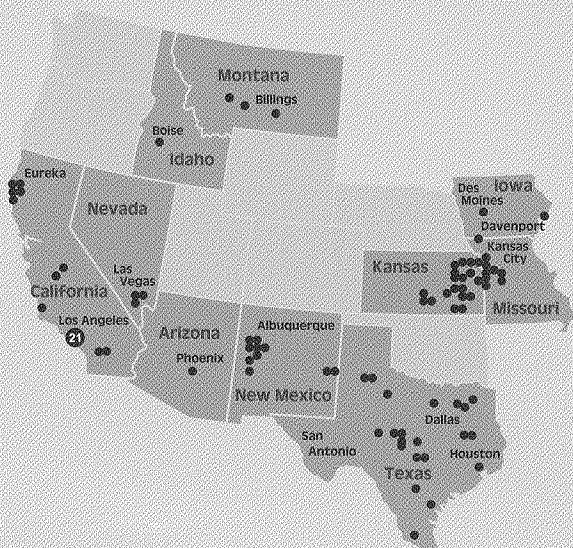 Montana
Billings
Boise
Idaho
Eureka
Nevada
Des
Moines
Iowa
Davenport
Kansas
City
Kansas
Missouri
Las
Vegas
California
Los Angeles
21
Arizona
Phoenix
Albuquerque
New Mexico
Dallas
San
Antonio
Houston
Texas